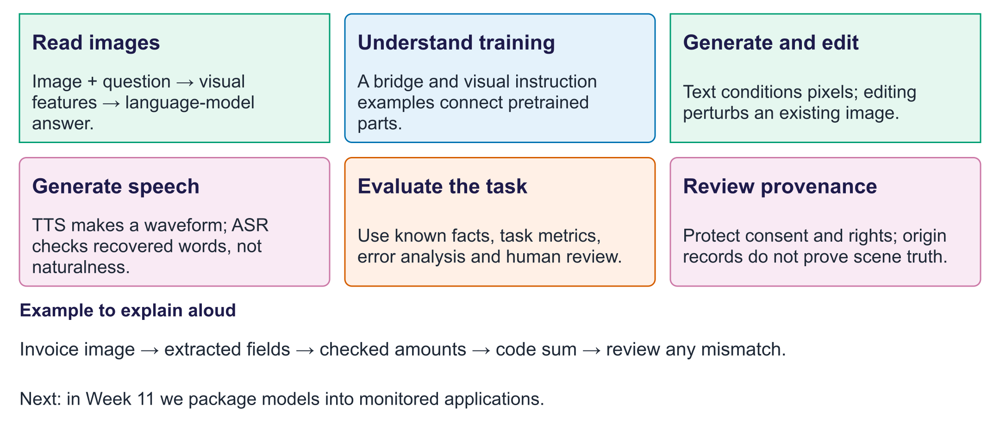 Read images
Image + question → visual
features → language-model
answer.
Understand training
A bridge and visual instruction
examples connect pretrained
parts.
Generate and edit
Text conditions pixels; editing
perturbs an existing image.
Generate speech
TTS makes a waveform; ASR
checks recovered words, not
naturalness.
Evaluate the task
Use known facts, task metrics,
error analysis and human review.
Review provenance
Protect consent and rights; origin
records do not prove scene truth.
Example to explain aloud
Invoice image → extracted fields → checked amounts → code sum → review any mismatch.
Next: in Week 11 we package models into monitored applications.